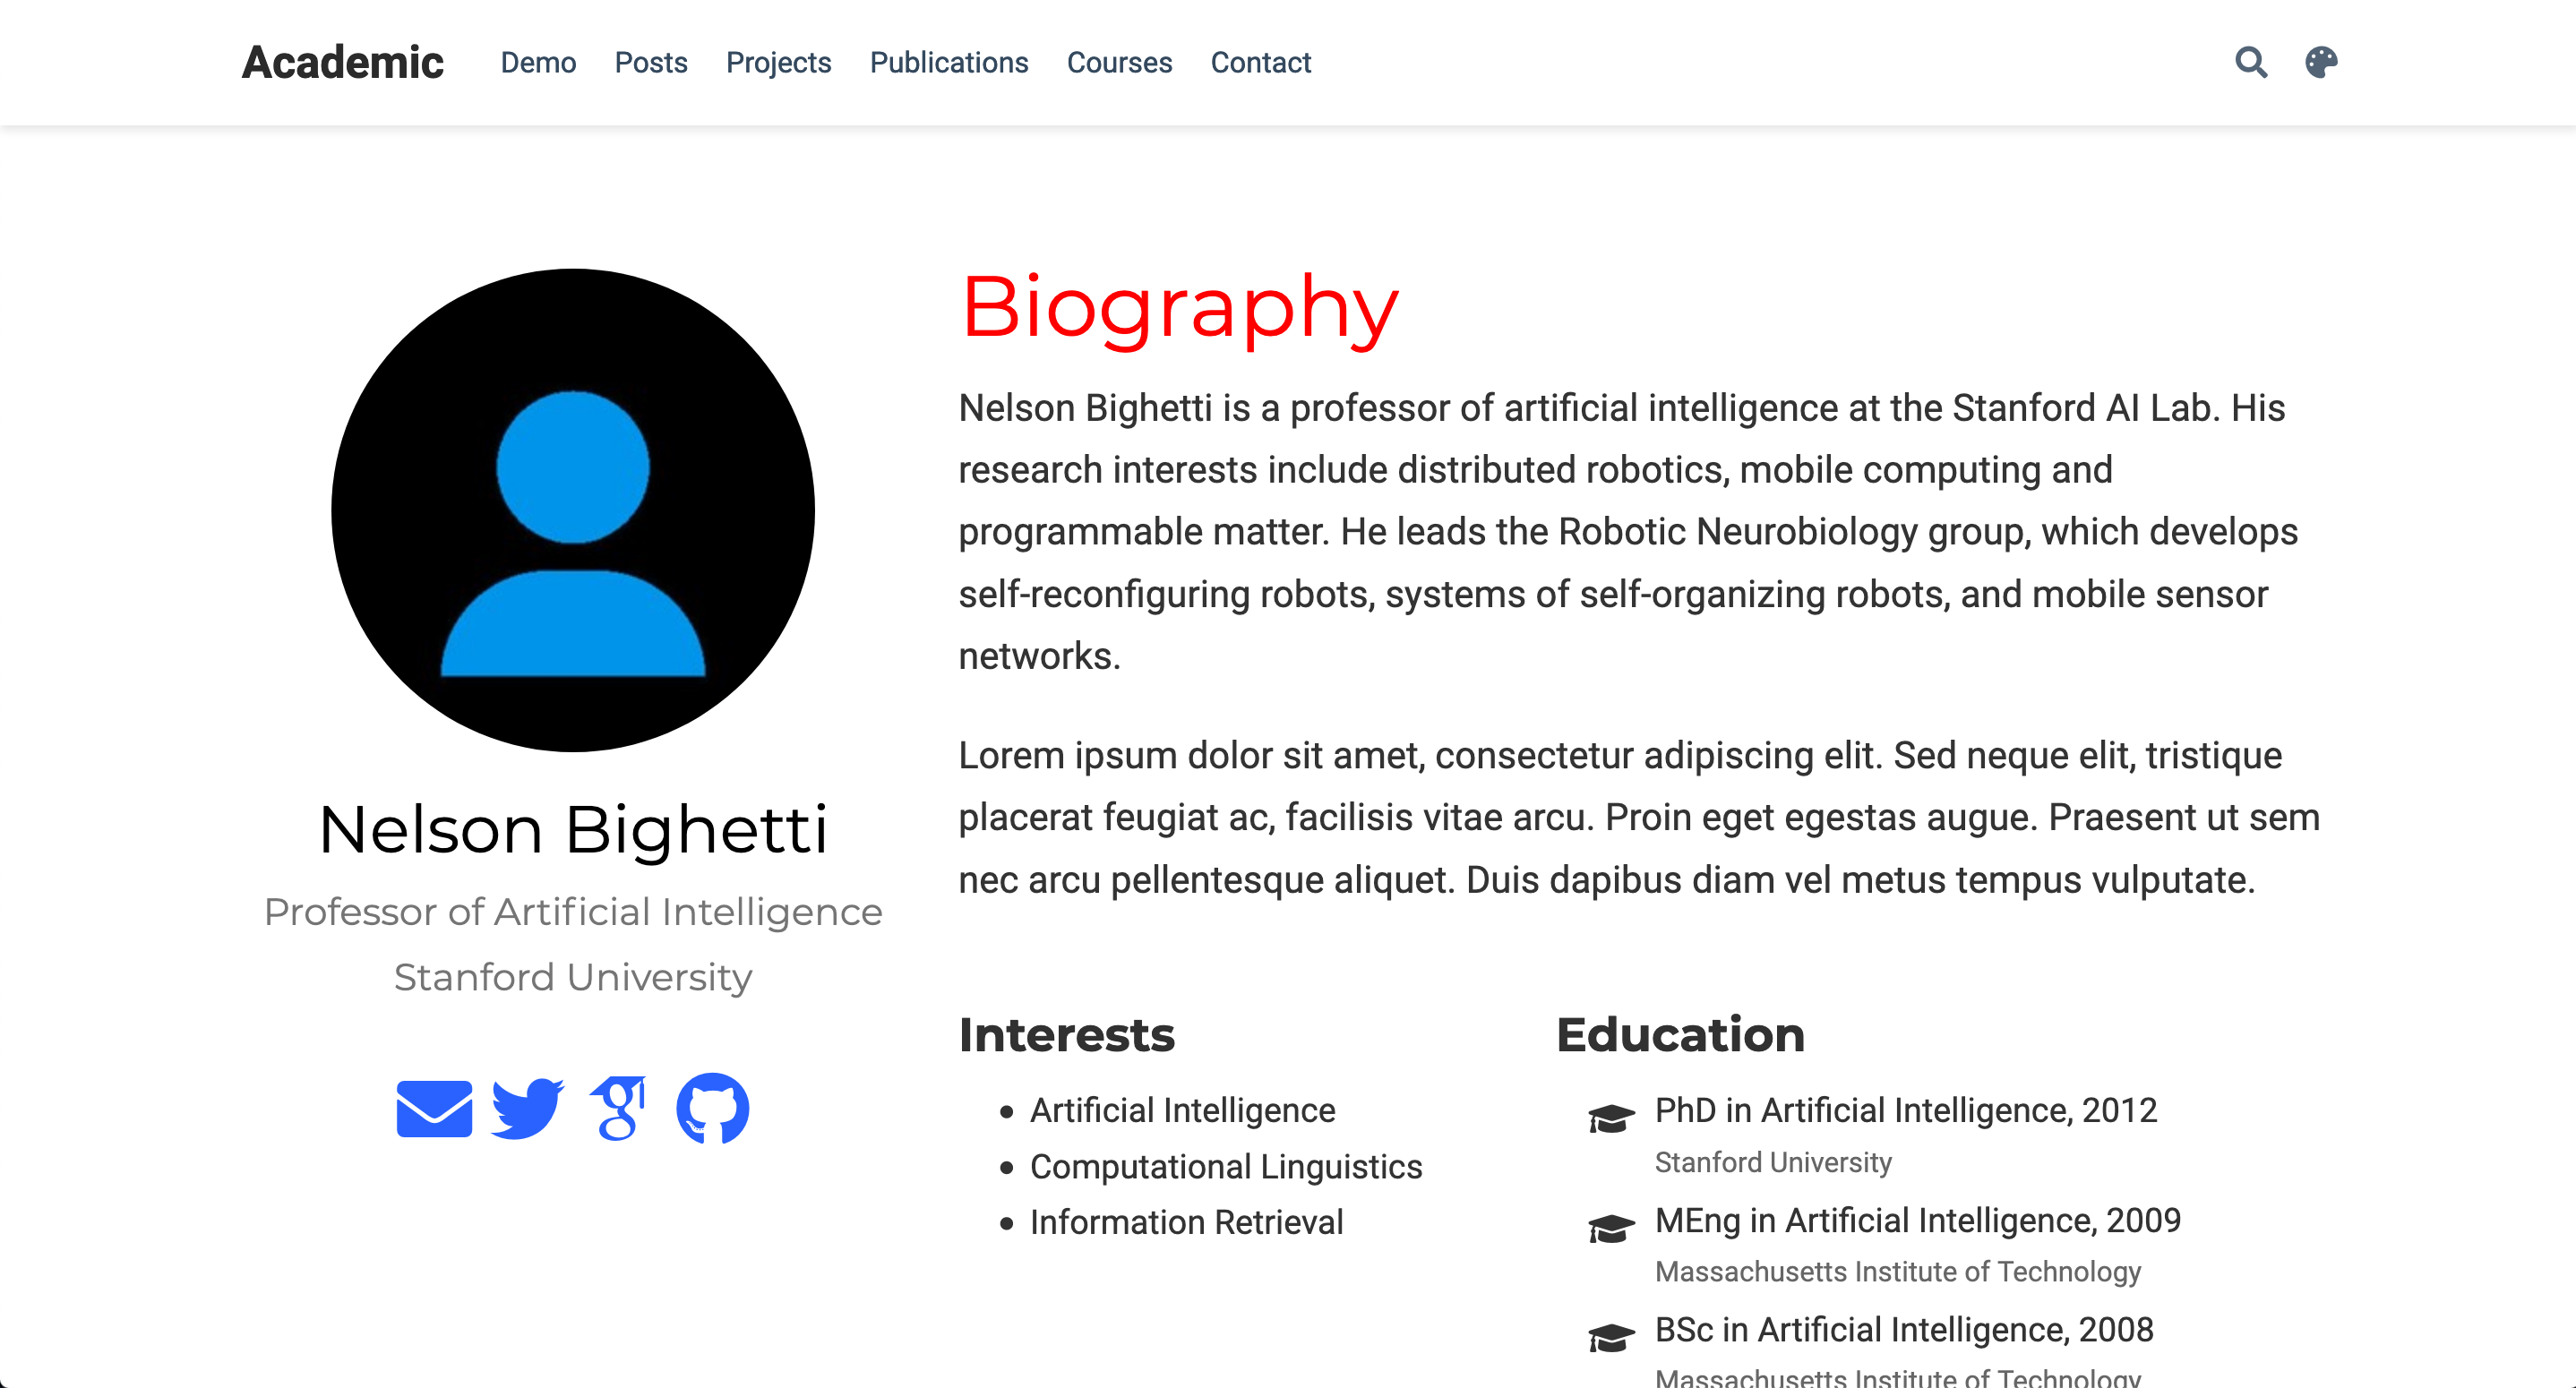 Academic Demo Posts Projects Publications Courses Contact
Biography
Nelson Bighetti is a professor of artificial intelligence at the Stanford AI Lab. His
research interests include distributed robotics, mobile computing and
programmable matter. He leads the Robotic Neurobiology group, which develops
self-reconfiguring robots, systems of self-organizing robots, and mobile sensor
networks.
Lorem ipsum dolor sit amet, consectetur adipiscing elit. Sed neque elit, tristique
placerat feugiat ac, facilisis vitae arcu. Proin eget egestas augue. Praesent ut sem
nec arcu pellentesque aliquet. Duis dapibus diam vel metus tempus vulputate.
Nelson Bighetti
Professor of Artificial Intelligence
Stanford University
Interests
Artificial Intelligence
Computational Linguistics
Information Retrieval
Education
PhD in Artificial Intelligence, 2012
Stanford University
MEng in Artificial Intelligence, 2009
Massachusetts Institute of Technology
BSc in Artificial Intelligence, 2008
Massachusetts Institute of Technology